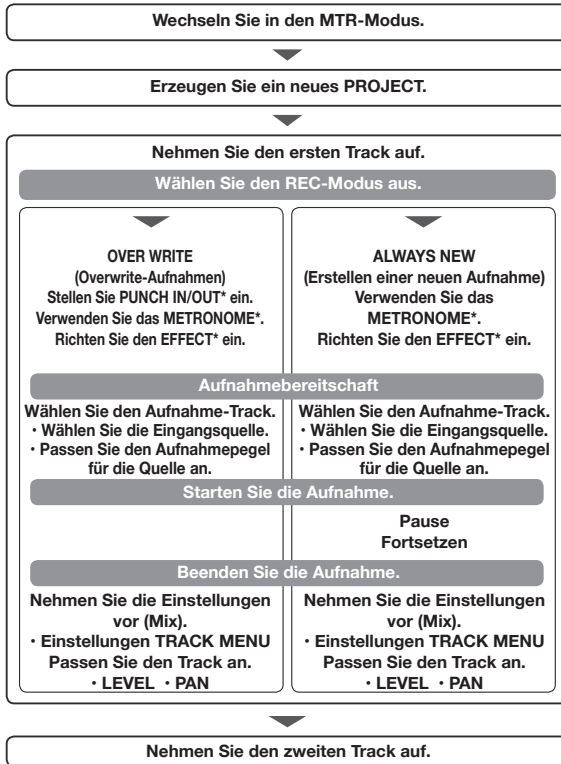 Wechseln Sie in den MTR-Modus.
Erzeugen Sie ein neues PROJECT.
Nehmen Sie den ersten Track auf.
Wählen Sie den REC-Modus aus.
OVER WRITE
(Overwrite-Aufnahmen)
Stellen Sie PUNCH IN/OUT* ein.
Verwenden Sie das METRONOME*.
Richten Sie den EFFECT* ein.
ALWAYS NEW
(Erstellen einer neuen Aufnahme)
Verwenden Sie das
METRONOME*.
Richten Sie den EFFECT* ein.
Aufnahmebereitschaft
Wählen Sie den Aufnahme-Track.
・Wählen Sie die Eingangsquelle.
・Passen Sie den Aufnahmepegel
für die Quelle an.
Wählen Sie den Aufnahme-Track.
・Wählen Sie die Eingangsquelle.
・Passen Sie den Aufnahmepegel
für die Quelle an.
Starten Sie die Aufnahme.
Pause
Fortsetzen
Beenden Sie die Aufnahme.
Nehmen Sie die Einstellungen
vor (Mix).
・Einstellungen TRACK MENU
Passen Sie den Track an.
・LEVEL ・PAN
Nehmen Sie die Einstellungen
vor (Mix).
・Einstellungen TRACK MENU
Passen Sie den Track an.
・LEVEL ・PAN
Nehmen Sie den zweiten Track auf.